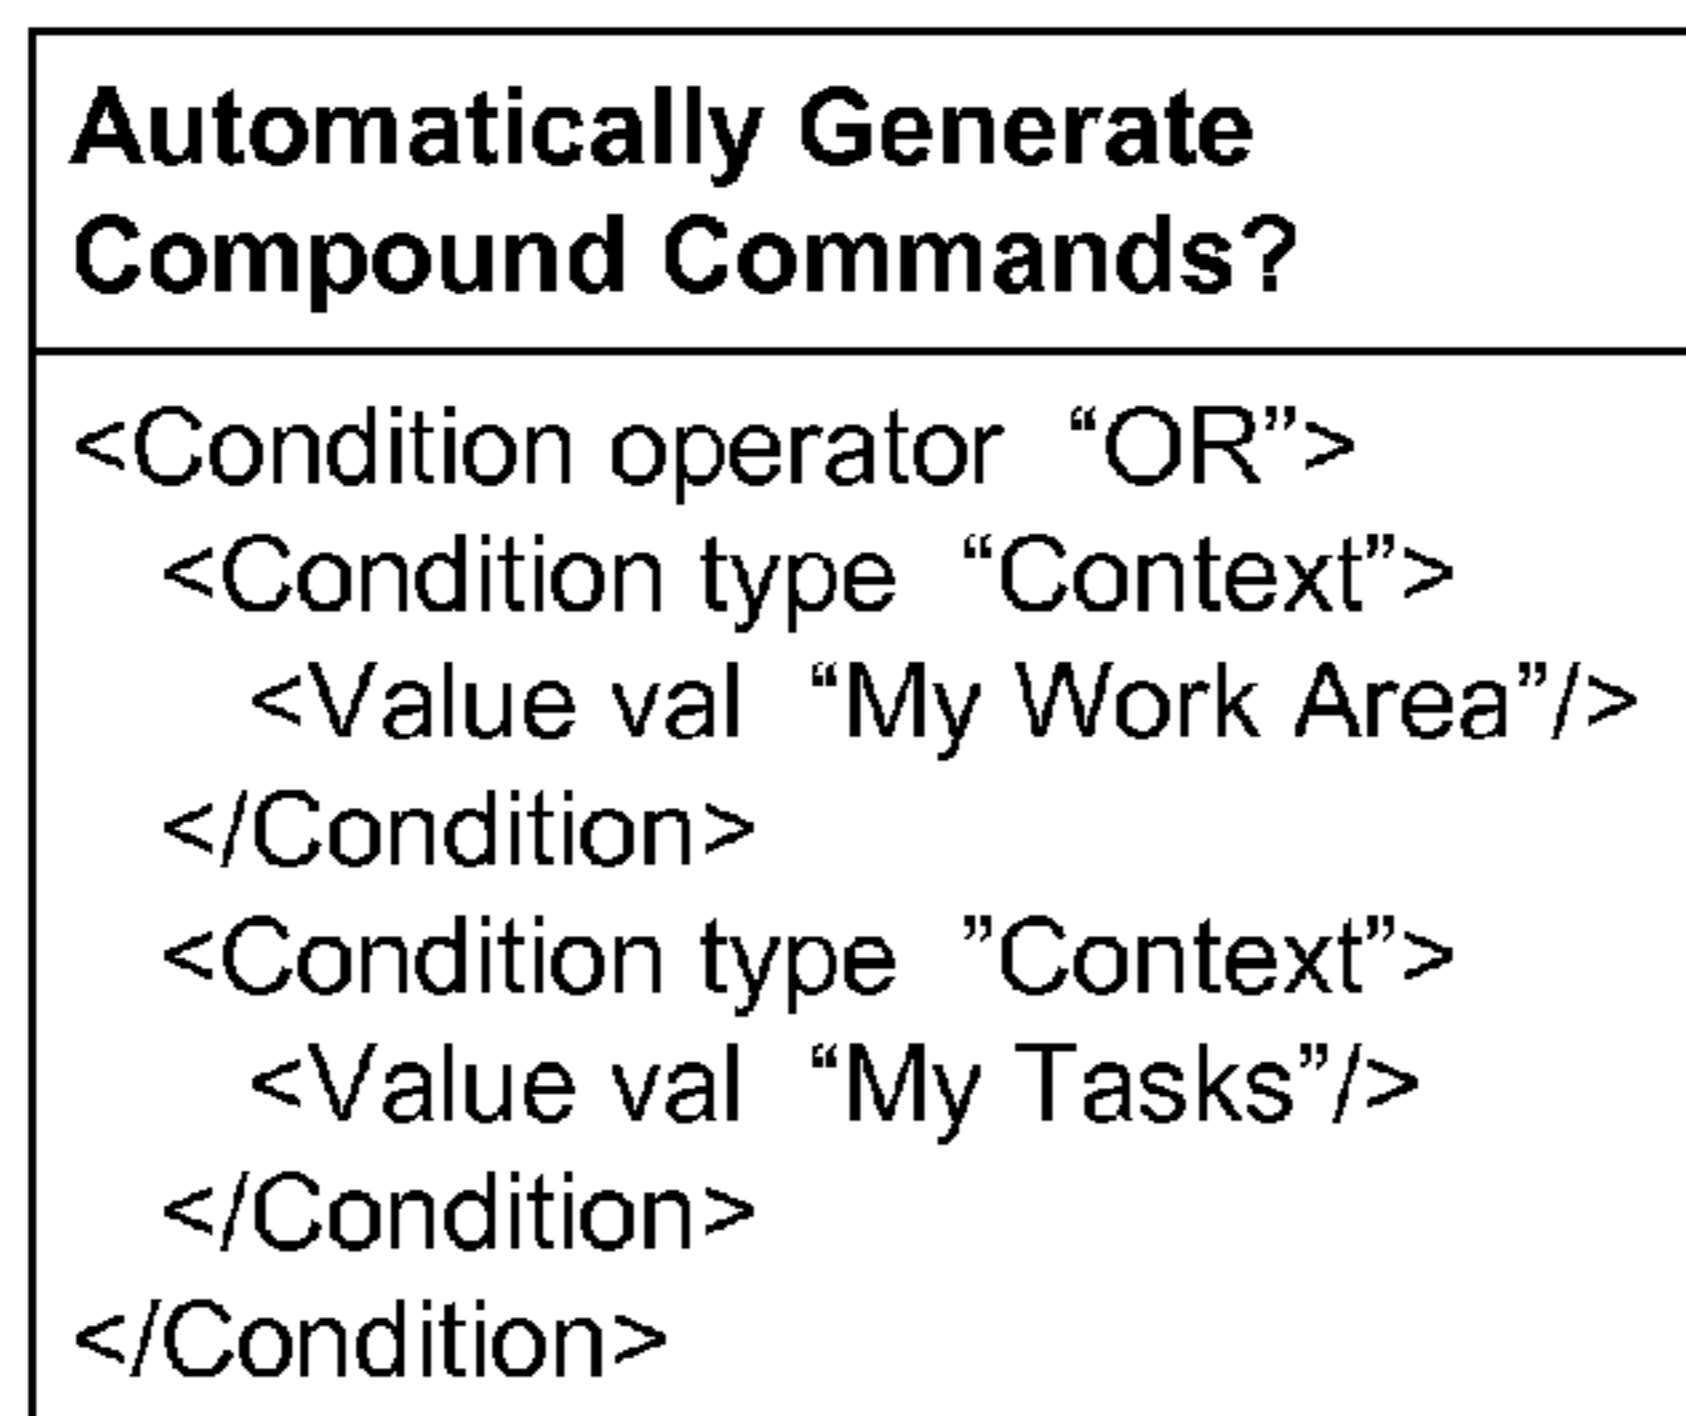 Automatically Generate
Compound Commands?
<Condition operator “OR”>
<Condition type “Context”>
<Value val “My Work Area”/>
</Condition>
<Condition type ”Context”>
<Value val “My Tasks”/>
</Condition>
</Condition>